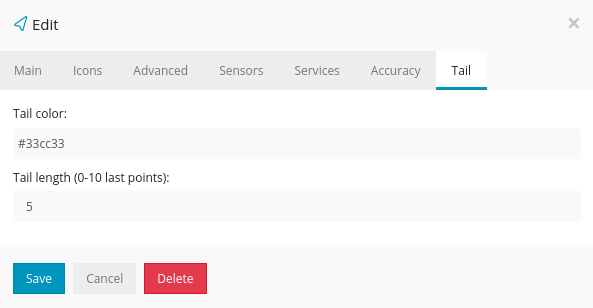 Edit
Main Icons Advanced Sensors Services Accuracy Tail
Tail color:
#33cc33
Tail length (0-10 last points):
5
Save Cancel Delete